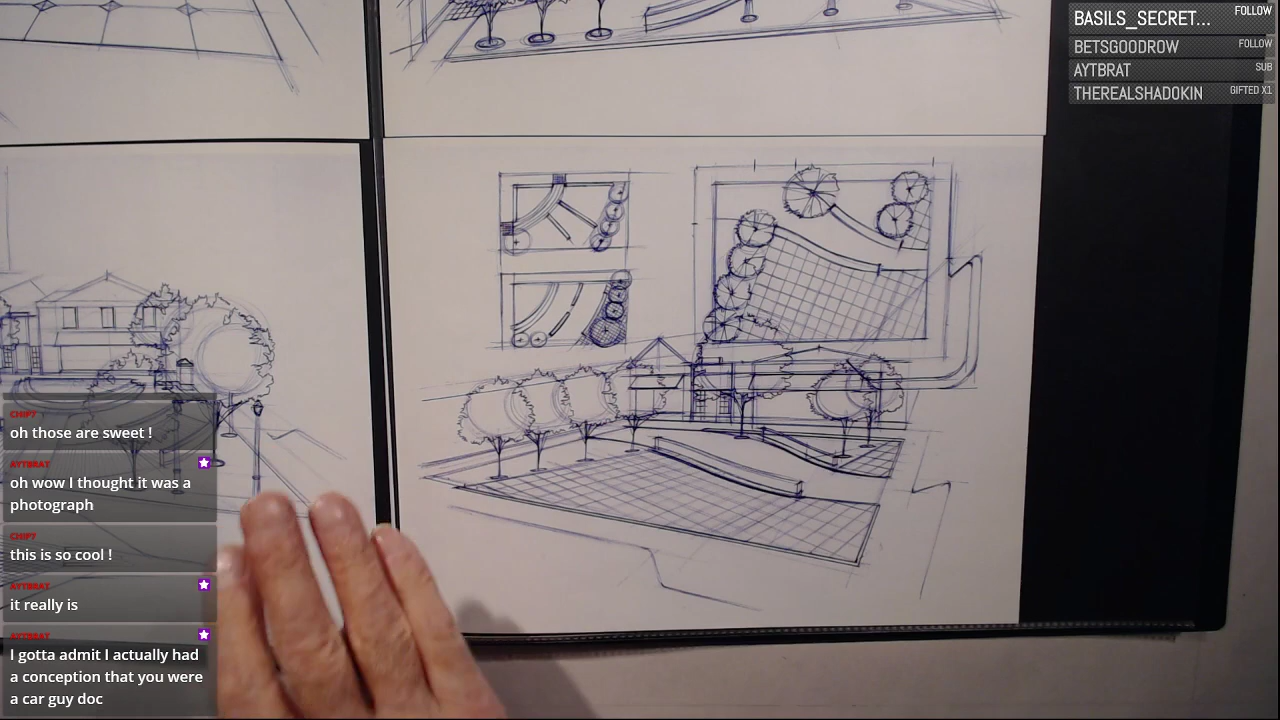 BASILS_SECRET...
FOLLOW
BETSGOODROW
FOLLOW
AYTBRAT
SUB
THEREALSHADOKIN
GIFTED X1
CHIP7
oh those are sweet !
AYTBRAT
oh wow I thought it was a
photograph
CHIP7
this is so cool !
AYTBRAT
it really is
AYTBRAT
I gotta admit I actually had
a conception that you were
a car guy doc